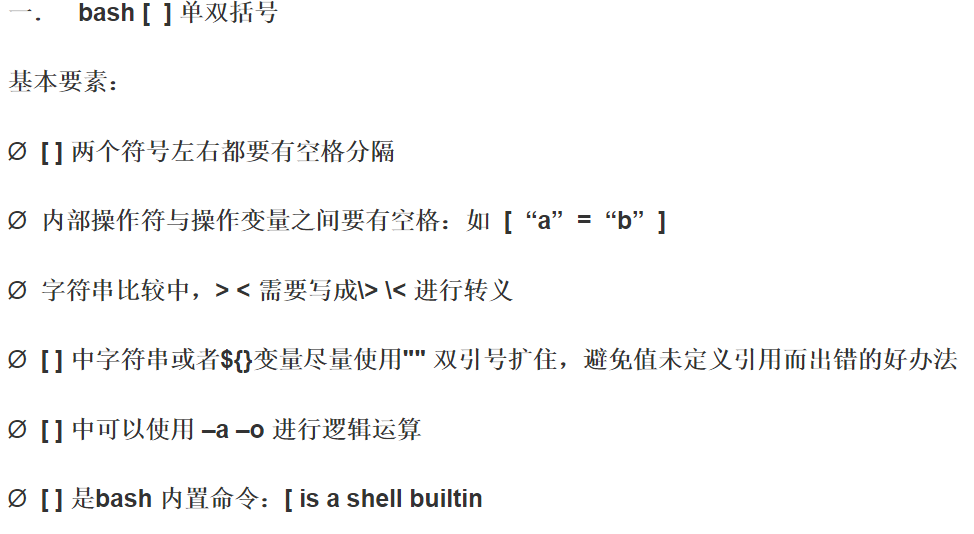 一． bash [ ] 单双括号
基本要素：
Ø [ ] 两个符号左右都要有空格分隔
Ø 内部操作符与操作变量之间要有空格：如 [ “a” = “b” ]
Ø 字符串比较中，> < 需要写成\> \< 进行转义
Ø [ ] 中字符串或者${}变量尽量使用"" 双引号扩住，避免值未定义引用而出错的好办法
Ø [ ] 中可以使用 –a –o 进行逻辑运算
Ø [ ] 是bash 内置命令：[ is a shell builtin